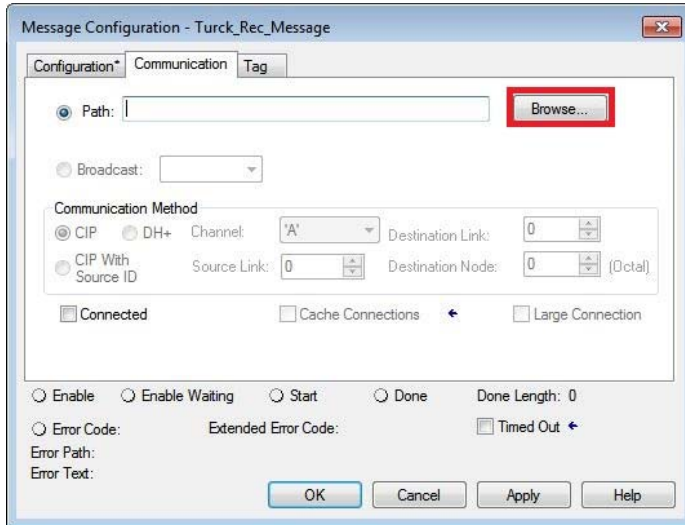 Message Configuration - Turck_Rec_Message
Configuration* Communication Tag
Path: Browse...
Broadcast:
Communication Method
CIP DH+ Channel: 'A' Destination Link: 0
CIP With Source ID Source Link: 0 Destination Node: 0 (Octal)
Connected Cache Connections ← Large Connection
Enable Enable Waiting Start Done Done Length: 0
Error Code: Extended Error Code: Timed Out ←
Error Path:
Error Text:
OK Cancel Apply Help